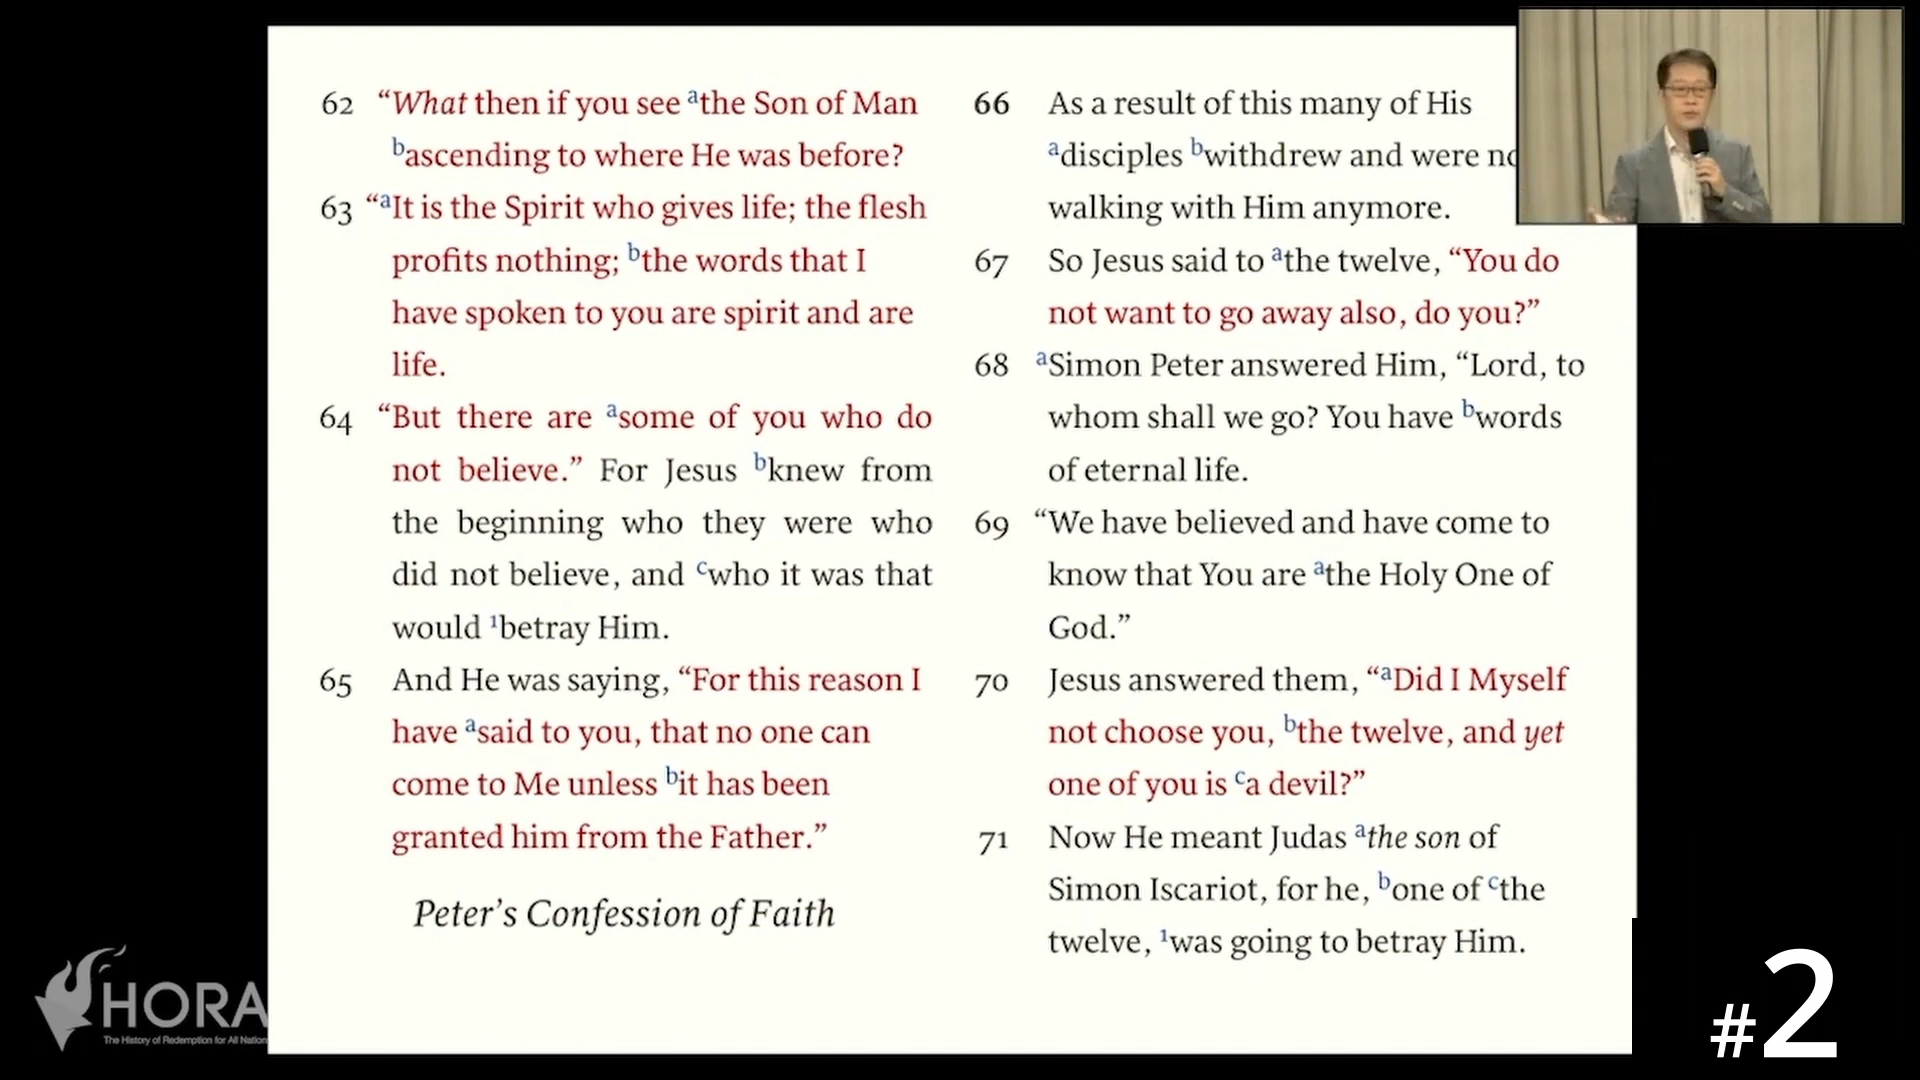 62 “What then if you see ᵃthe Son of Man
ᵇascending to where He was before?
63 “ᵃIt is the Spirit who gives life; the flesh
profits nothing; ᵇthe words that I
have spoken to you are spirit and are
life.
64 “But there are ᵃsome of you who do
not believe.” For Jesus ᵇknew from
the beginning who they were who
did not believe, and ᶜwho it was that
would ¹betray Him.
65 And He was saying, “For this reason I
have ᵃsaid to you, that no one can
come to Me unless ᵇit has been
granted him from the Father.”
Peter’s Confession of Faith
66 As a result of this many of His
ᵃdisciples ᵇwithdrew and were
walking with Him anymore.
67 So Jesus said to ᵃthe twelve, “You do
not want to go away also, do you?”
68 ᵃSimon Peter answered Him, “Lord, to
whom shall we go? You have ᵇwords
of eternal life.
69 “We have believed and have come to
know that You are ᵃthe Holy One of
God.”
70 Jesus answered them, “ᵃDid I Myself
not choose you, ᵇthe twelve, and yet
one of you is ᶜa devil?”
71 Now He meant Judas ᵃthe son of
Simon Iscariot, for he, ᵇone of ᶜthe
twelve, ¹was going to betray Him.
HORA
The History of Redemption for All Nation
#2